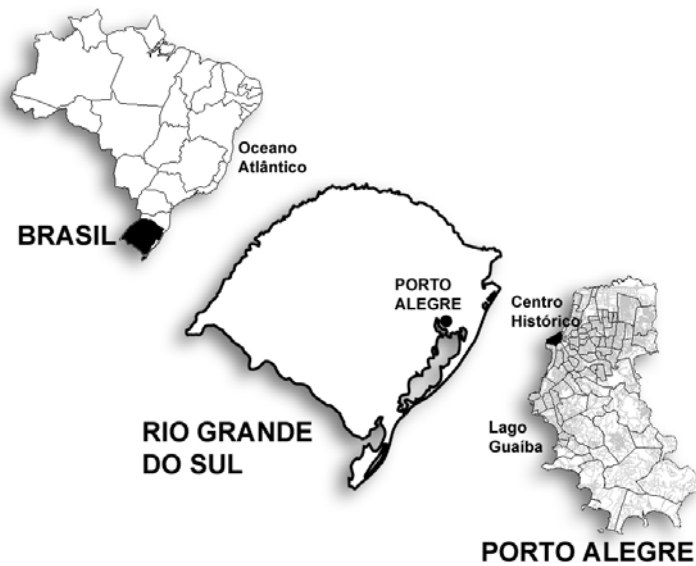 Oceano
Atlântico
BRASIL
PORTO
ALEGRE
Centro
Histórico
RIO GRANDE
DO SUL
Lago
Guaíba
PORTO ALEGRE